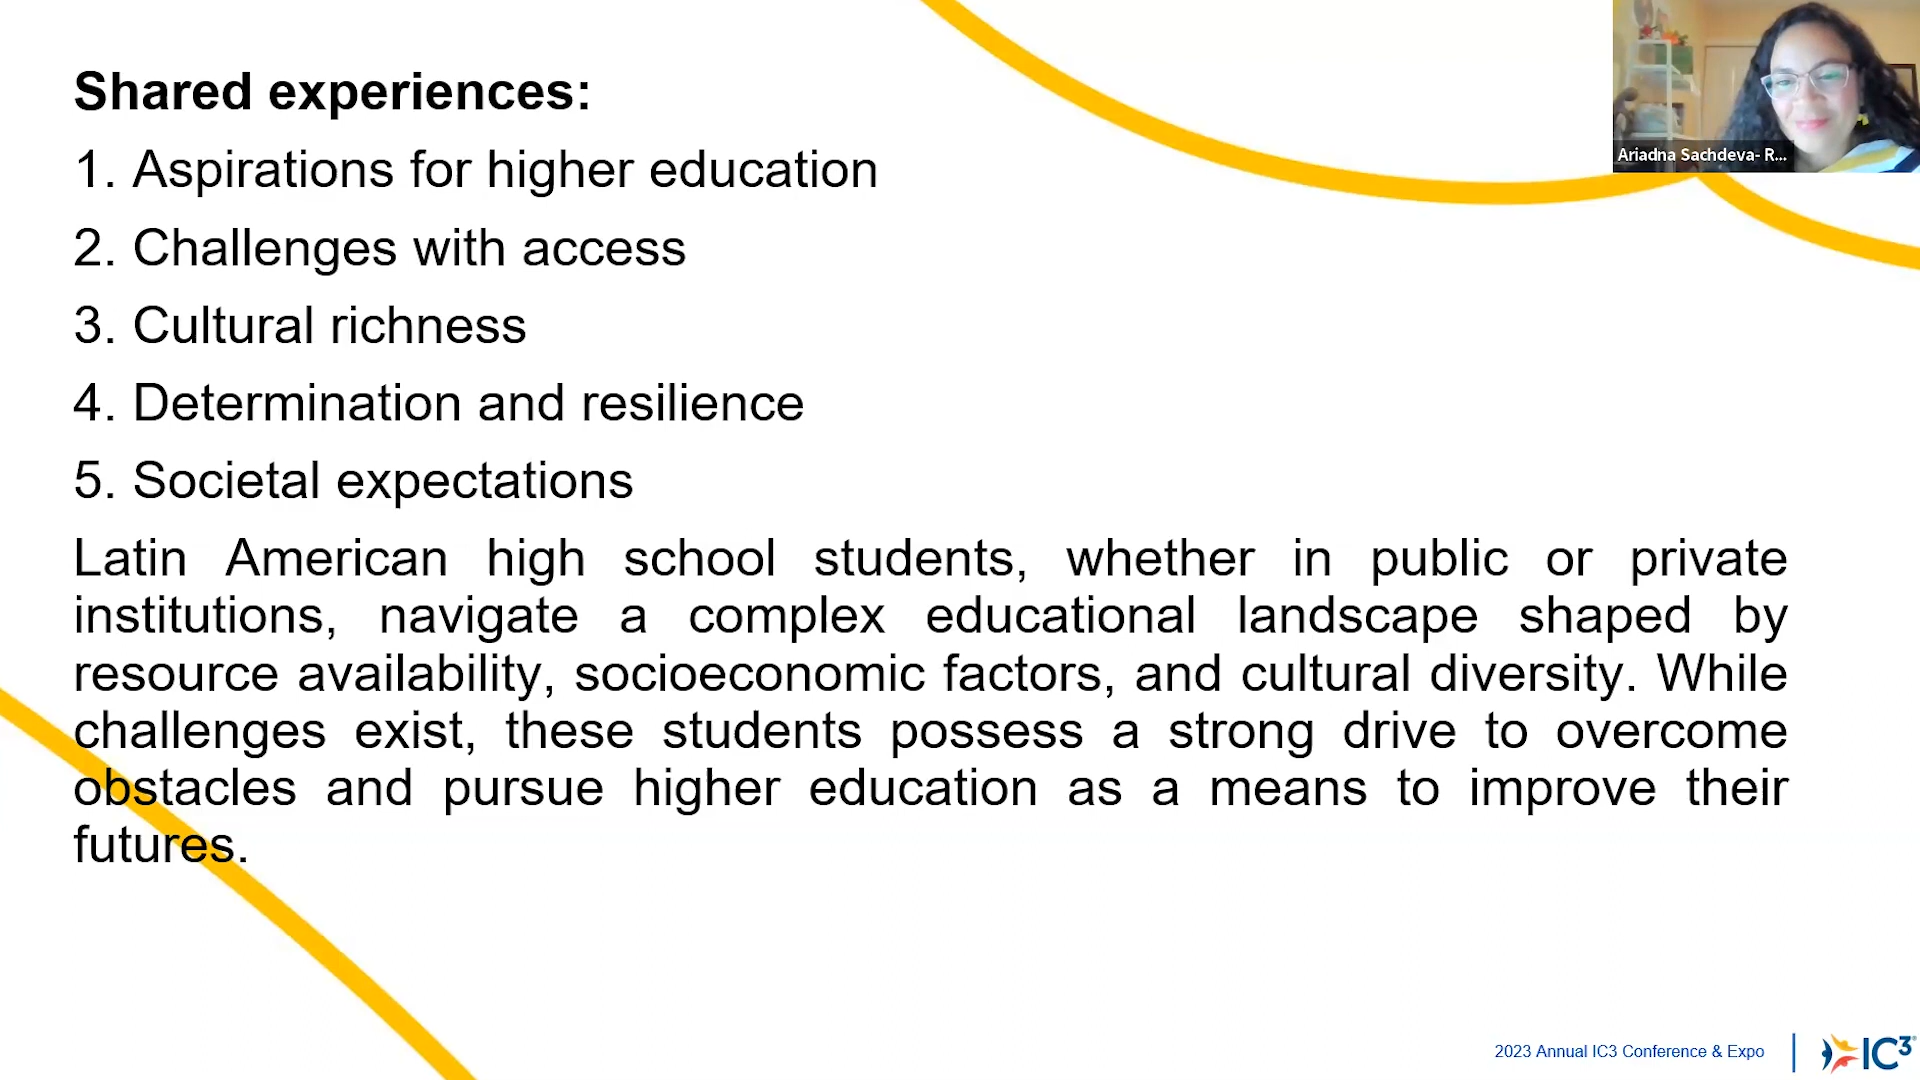 Shared experiences:
1. Aspirations for higher education
2. Challenges with access
3. Cultural richness
4. Determination and resilience
5. Societal expectations
Latin American high school students, whether in public or private
institutions, navigate a complex educational landscape shaped by
resource availability, socioeconomic factors, and cultural diversity. While
challenges exist, these students possess a strong drive to overcome
obstacles and pursue higher education as a means to improve their
futures.
Ariadna Sachdeva- R...
2023 Annual IC3 Conference & Expo
IC³